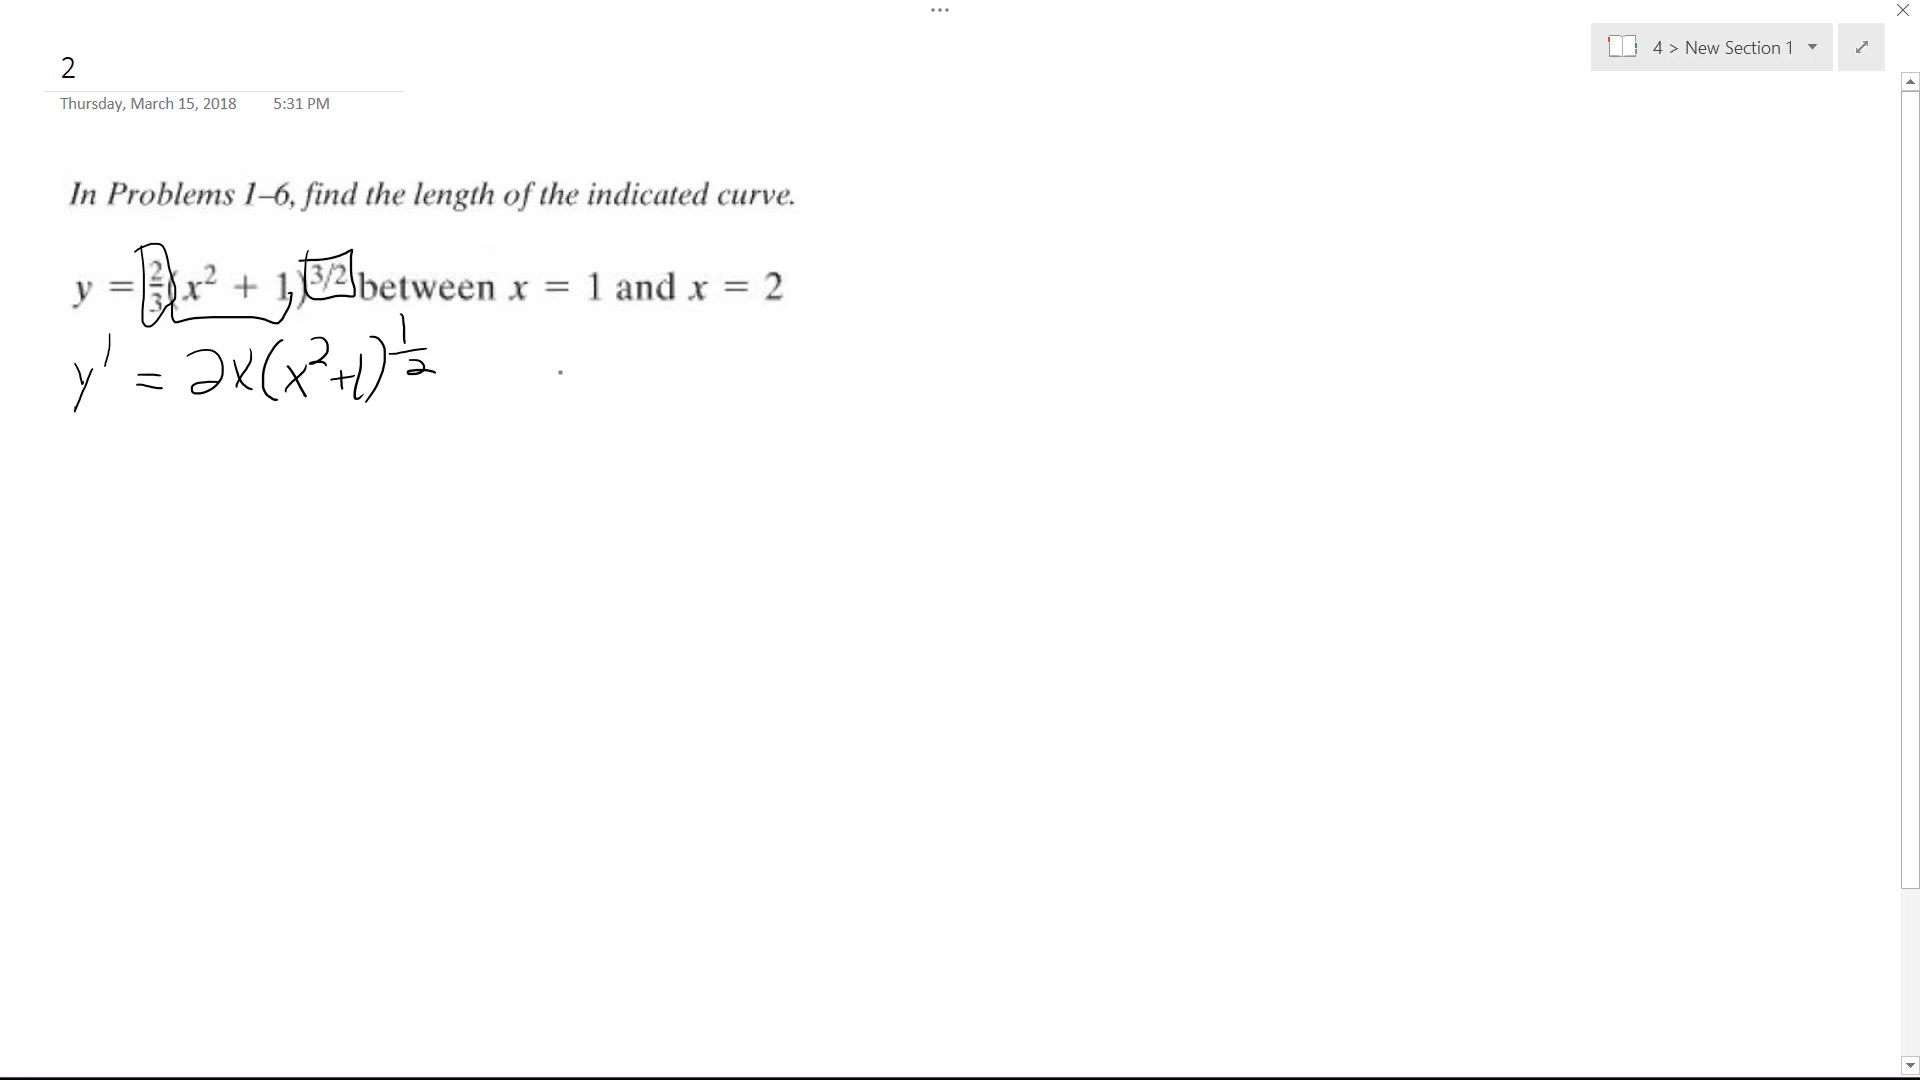 ...
4 > New Section 1
2
Thursday, March 15, 2018 5:31 PM
In Problems 1–6, find the length of the indicated curve.
y = 2/3(x² + 1)^3/2 between x = 1 and x = 2
y' = 2x(x²+1)^1/2